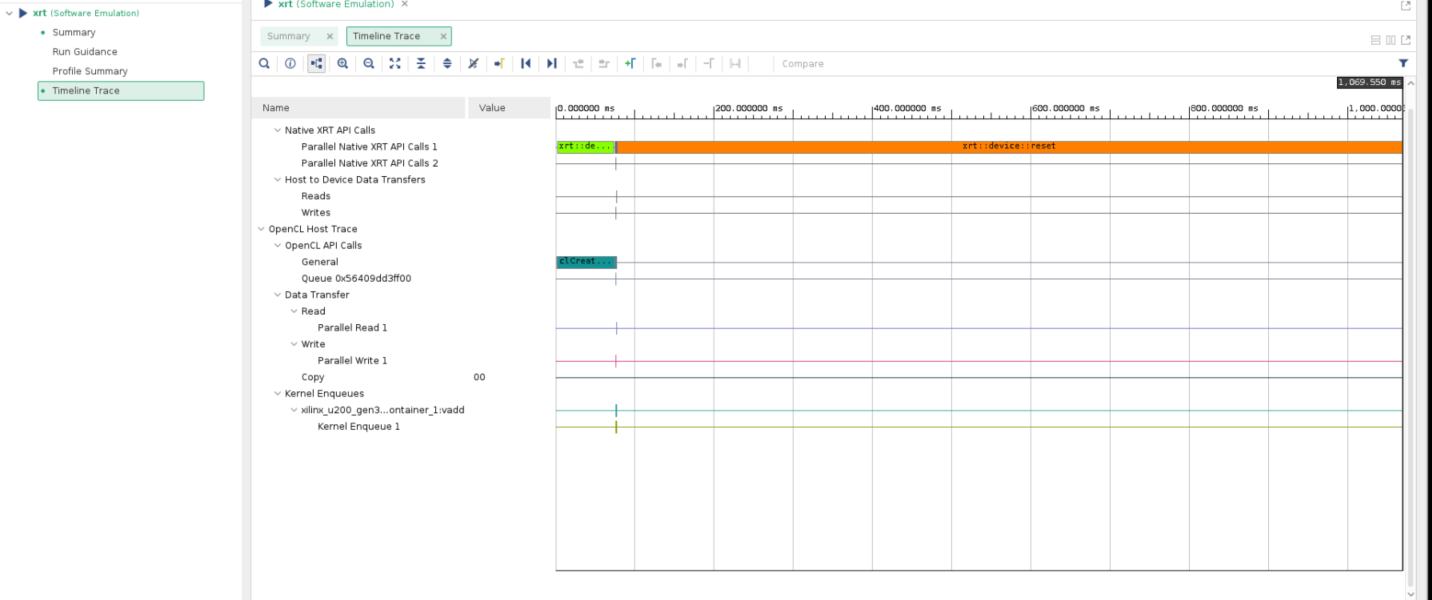 xrt (Software Emulation)
Summary
Run Guidance
Profile Summary
Timeline Trace
xrt (Software Emulation)
Summary
Timeline Trace
Compare
1,069.550 ms
Name Value
0.000000 ms 200.000000 ms 400.000000 ms 600.000000 ms 800.000000 ms 1,000.0000
Native XRT API Calls
Parallel Native XRT API Calls 1 xrt::de... xrt::device::reset
Parallel Native XRT API Calls 2
Host to Device Data Transfers
Reads
Writes
OpenCL Host Trace
OpenCL API Calls
General clCreat...
Queue 0x56409dd3ff00
Data Transfer
Read
Parallel Read 1
Write
Parallel Write 1
Copy 00
Kernel Enqueues
xilinx_u200_gen3...ontainer_1:vadd
Kernel Enqueue 1